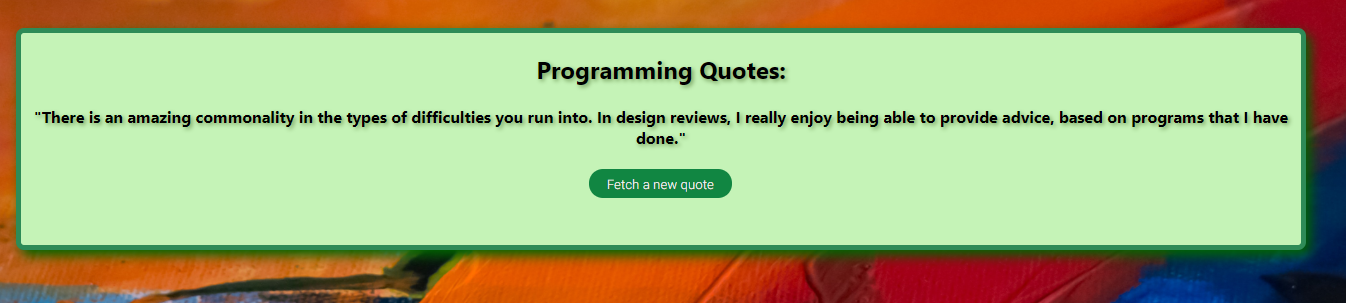 Programming Quotes:
"There is an amazing commonality in the types of difficulties you run into. In design reviews, I really enjoy being able to provide advice, based on programs that I have
done."
Fetch a new quote